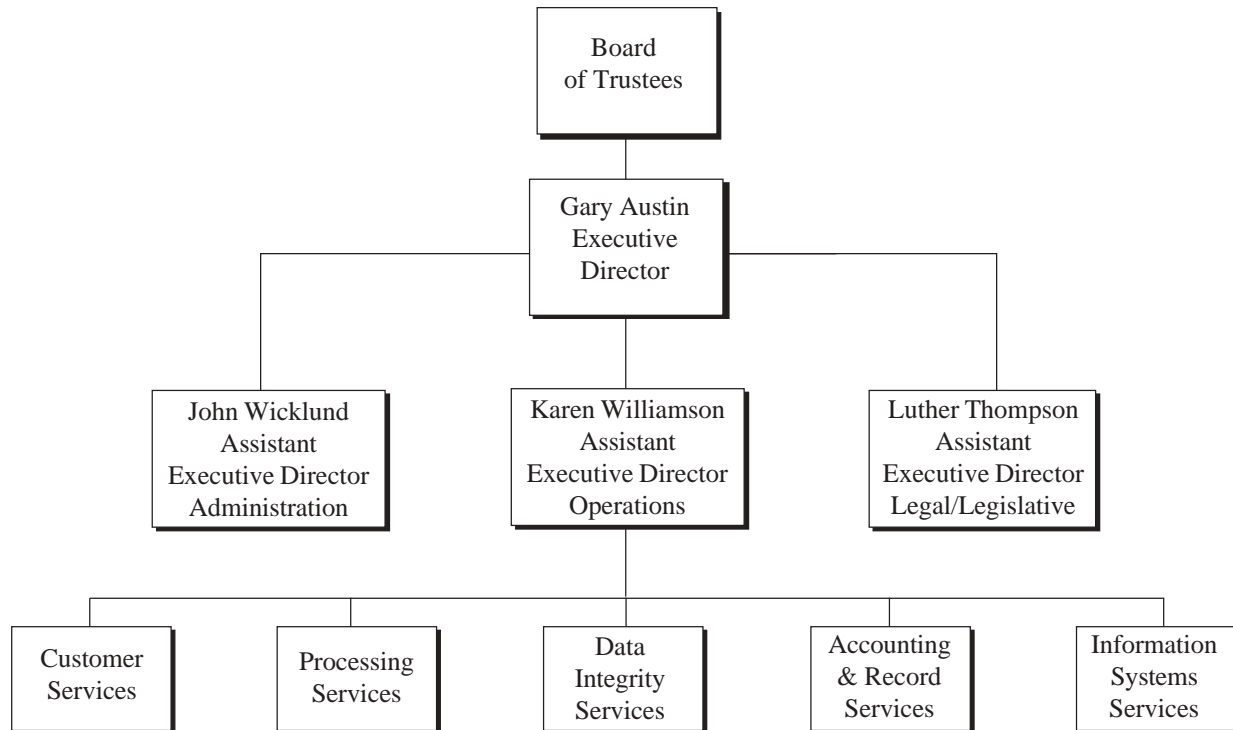 Board
of Trustees
Gary Austin
Executive
Director
John Wicklund
Assistant
Executive Director
Administration
Karen Williamson
Assistant
Executive Director
Operations
Luther Thompson
Assistant
Executive Director
Legal/Legislative
Customer
Services
Processing
Services
Data
Integrity
Services
Accounting
& Record
Services
Information
Systems
Services